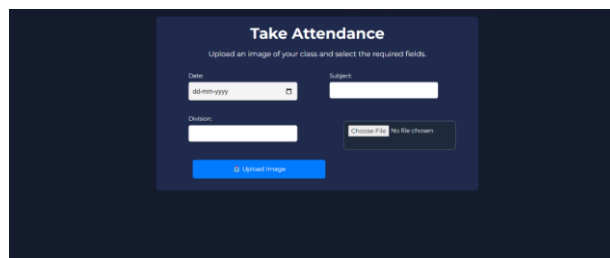 Take Attendance
Upload an image of your class and select the required fields.
Date:
Subject:
dd-mm-yyyy
Division:
Choose File No file chosen
Upload Image